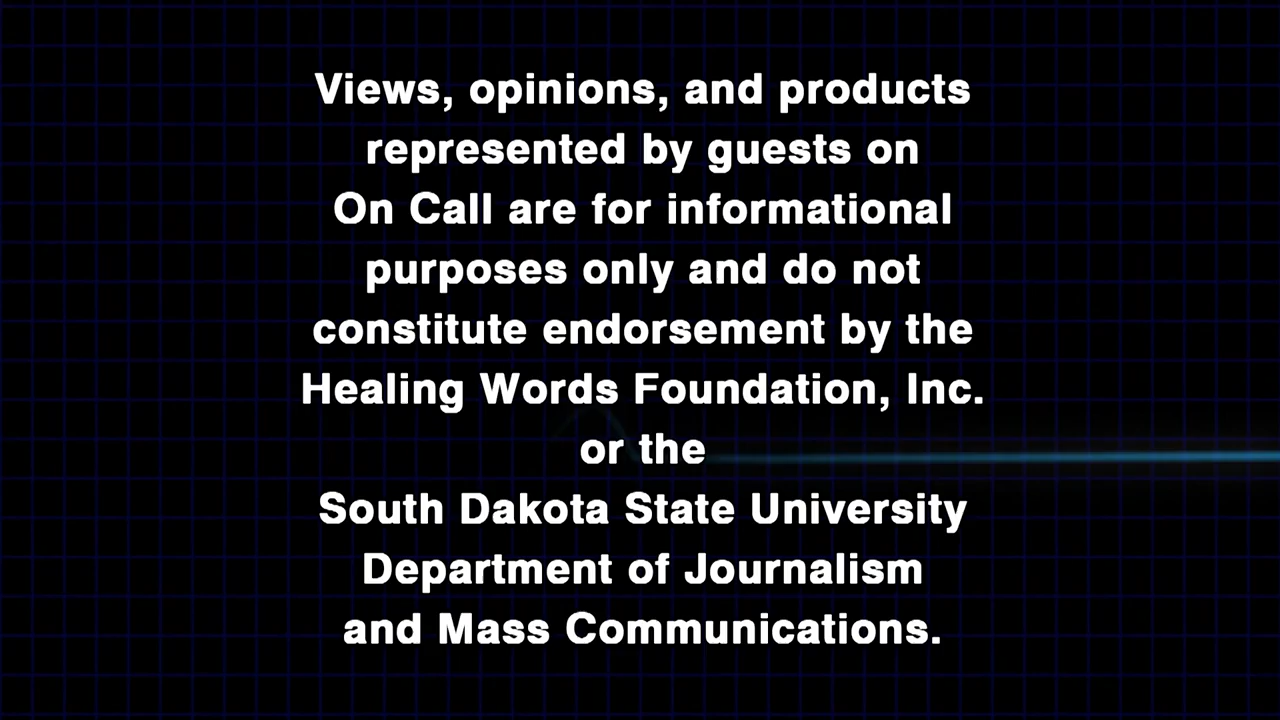 Views, opinions, and products
represented by guests on
On Call are for informational
purposes only and do not
constitute endorsement by the
Healing Words Foundation, Inc.
or the
South Dakota State University
Department of Journalism
and Mass Communications.